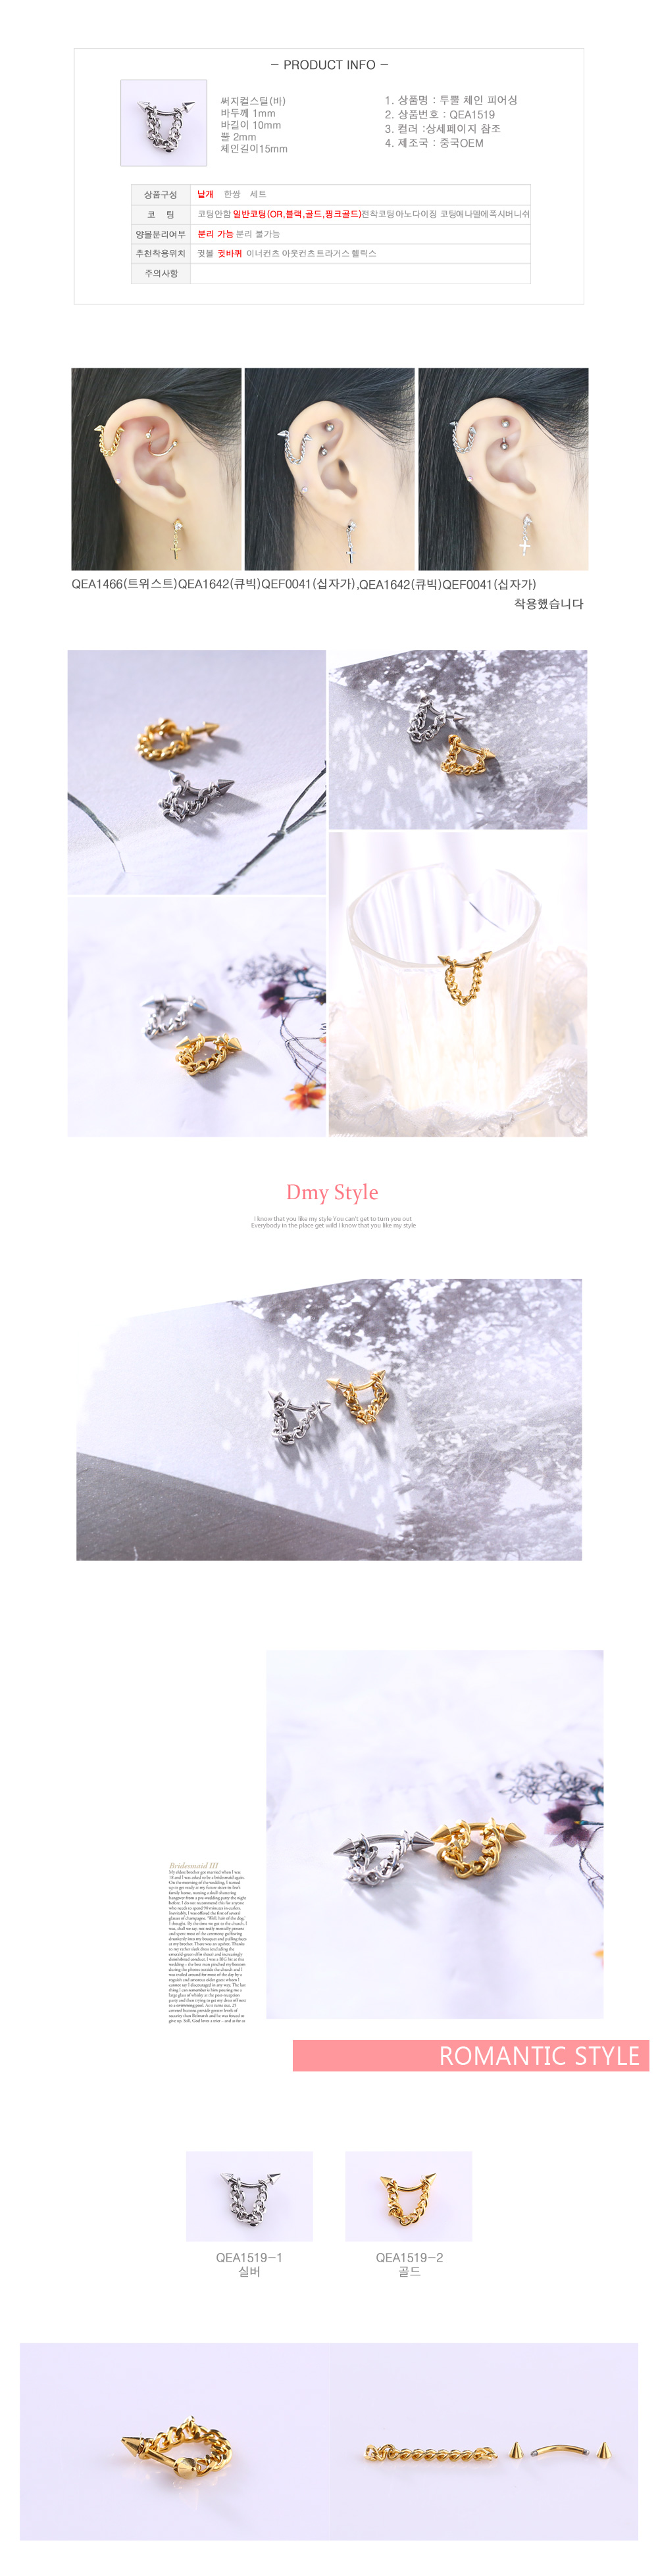 - PRODUCT INFO -
써지컬스틸(바)
바두께 1mm
바길이 10mm
뿔 2mm
체인길이15mm
1. 상품명 : 투뿔 체인 피어싱
2. 상품번호 : QEA1519
3. 컬러 :상세페이지 참조
4. 제조국 : 중국OEM
상품구성 낱개 한쌍 세트
코 팅 코팅안함 일반코팅(OR,블랙,골드,핑크골드)전착코팅아노다이징 코팅에나멜에폭시버니쉬
양볼분리여부 분리 가능 분리 불가능
추천착용위치 귓볼 귓바퀴 이너컨츠 아웃컨츠트라거스헬릭스
주의사항
QEA1466(트위스트)QEA1642(큐빅)QEF0041(십자가),QEA1642(큐빅)QEF0041(십자가)
착용했습니다
Dmy Style
I know that you like my style You can't get to turn you out
Everybody in the place get wild I know that you like my style
Bridesmaid III
ROMANTIC STYLE
QEA1519-1
실버
QEA1519-2
골드